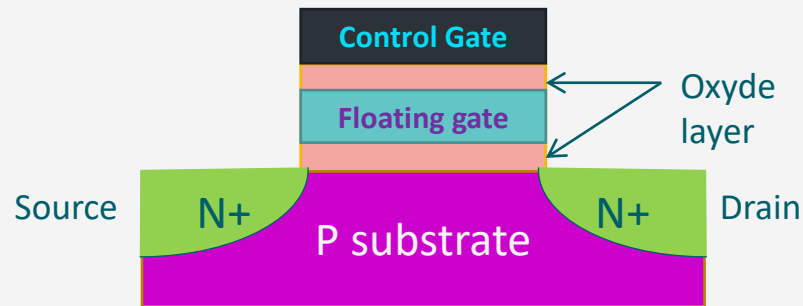 Control Gate
Floating gate
Oxyde
layer
Source
N+
P substrate
N+
Drain